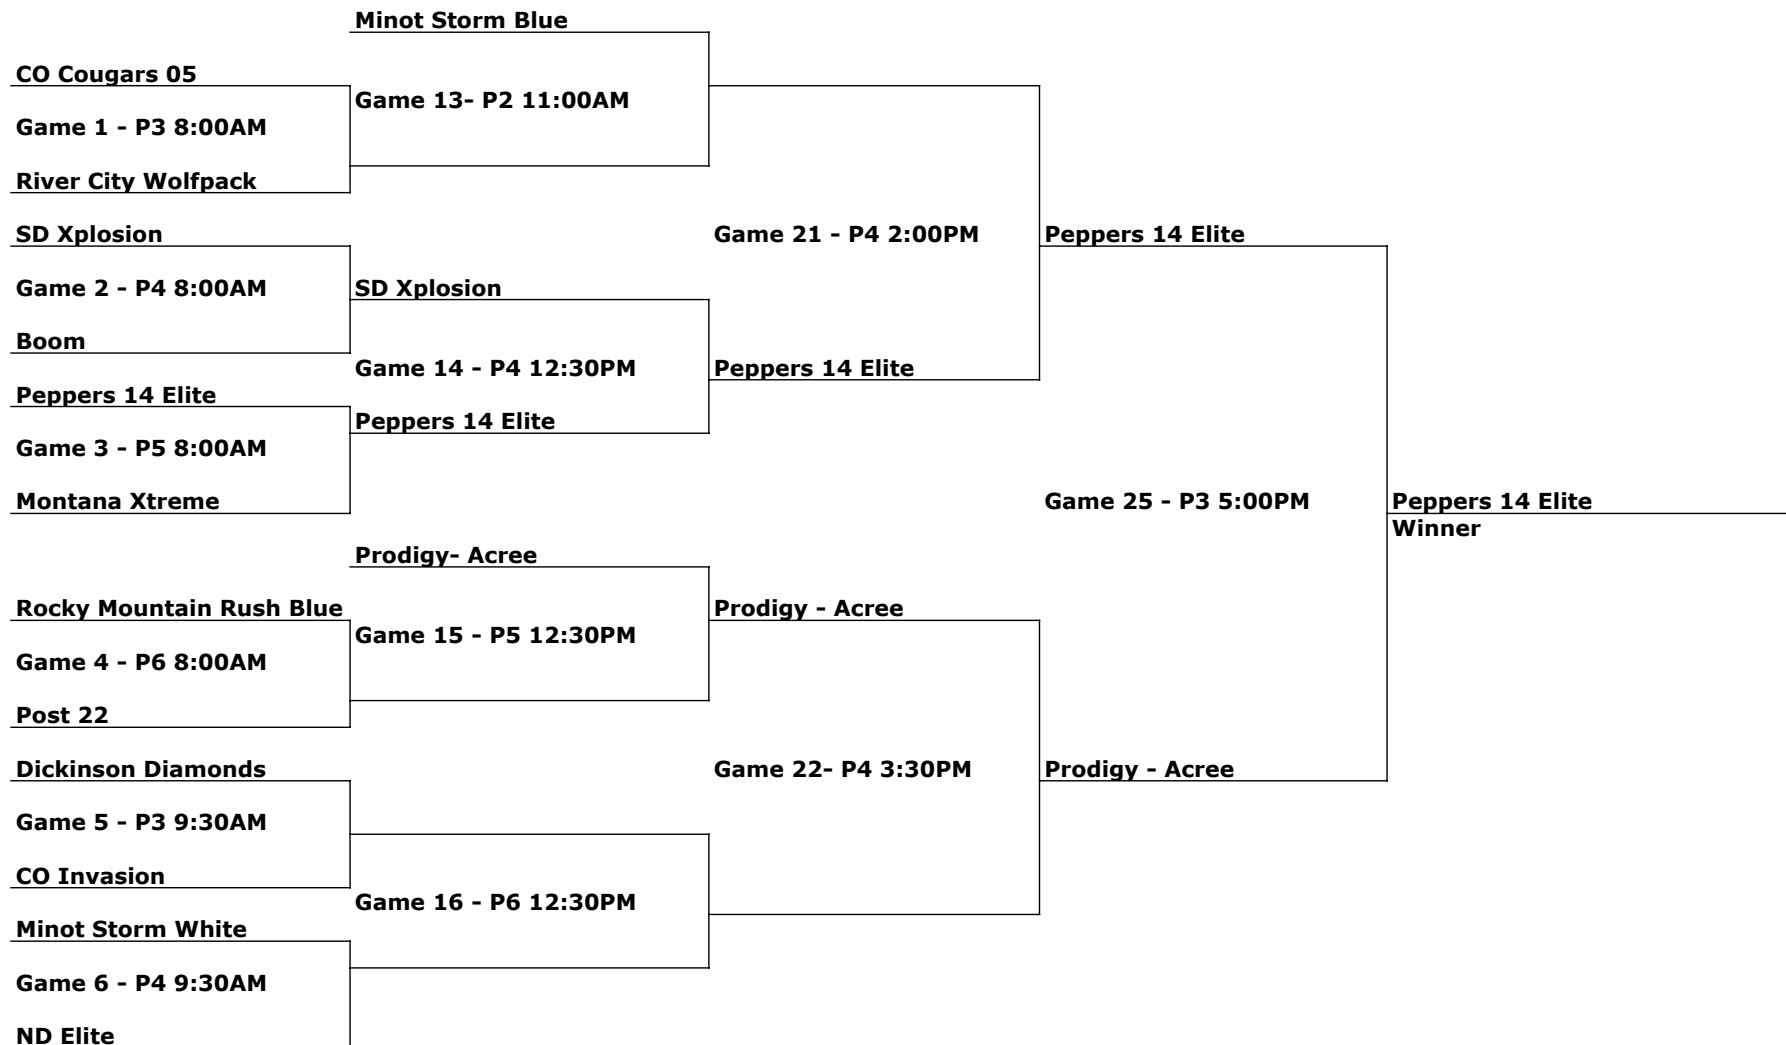 Minot Storm Blue
CO Cougars 05
Game 13- P2 11:00AM
Game 1 - P3 8:00AM
River City Wolfpack
SD Xplosion
Game 21 - P4 2:00PM
Peppers 14 Elite
Game 2 - P4 8:00AM
SD Xplosion
Boom
Game 14 - P4 12:30PM
Peppers 14 Elite
Peppers 14 Elite
Peppers 14 Elite
Game 3 - P5 8:00AM
Montana Xtreme
Game 25 - P3 5:00PM
Peppers 14 Elite
Winner
Prodigy- Acree
Rocky Mountain Rush Blue
Prodigy - Acree
Game 15 - P5 12:30PM
Game 4 - P6 8:00AM
Post 22
Dickinson Diamonds
Game 22- P4 3:30PM
Prodigy - Acree
Game 5 - P3 9:30AM
CO Invasion
Game 16 - P6 12:30PM
Minot Storm White
Game 6 - P4 9:30AM
ND Elite